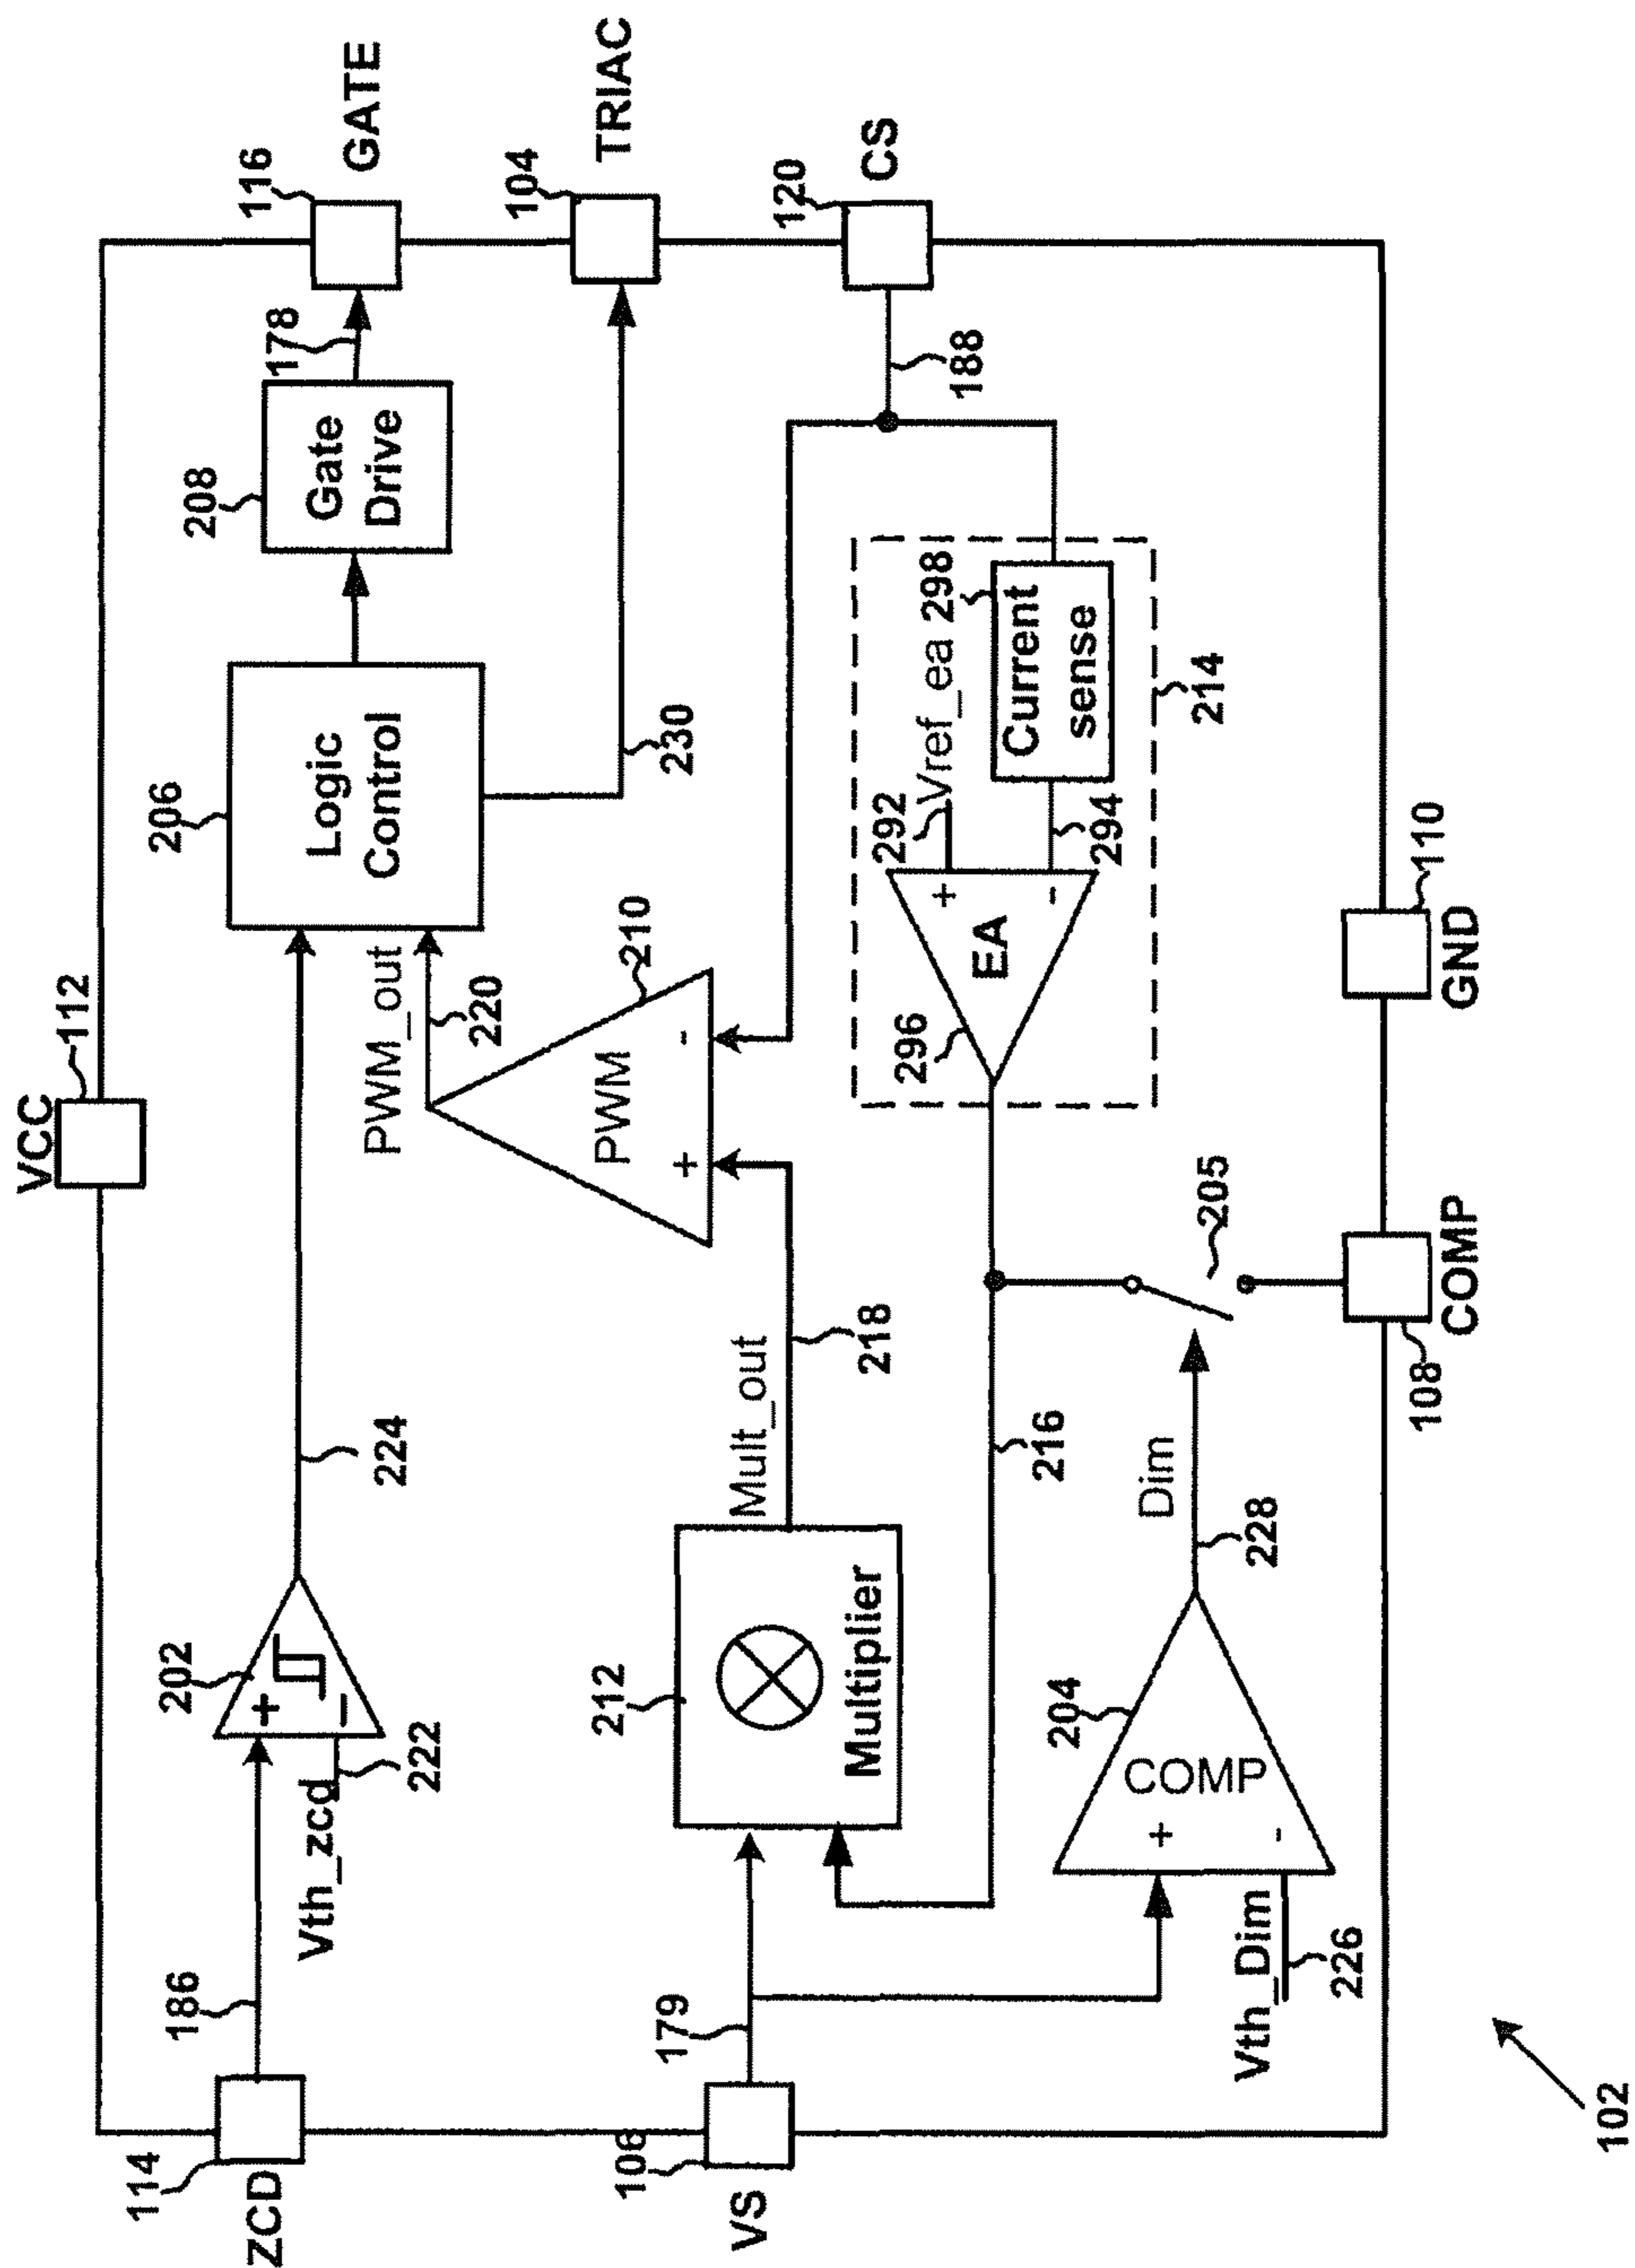 VCC
112
114
ZCD
186
202
+
−
Vth_zcd
222
224
206
Logic
Control
208
Gate
Drive
178
116
GATE
PWM_out
220
210
PWM
+
-
230
104
TRIAC
106
VS
179
212
Multiplier
Mult_out
218
120
CS
188
216
296
EA
+
-
292
Vref_ea
298
Current
sense
294
214
204
COMP
+
-
Vth_Dim
226
Dim
228
205
108
COMP
110
GND
102